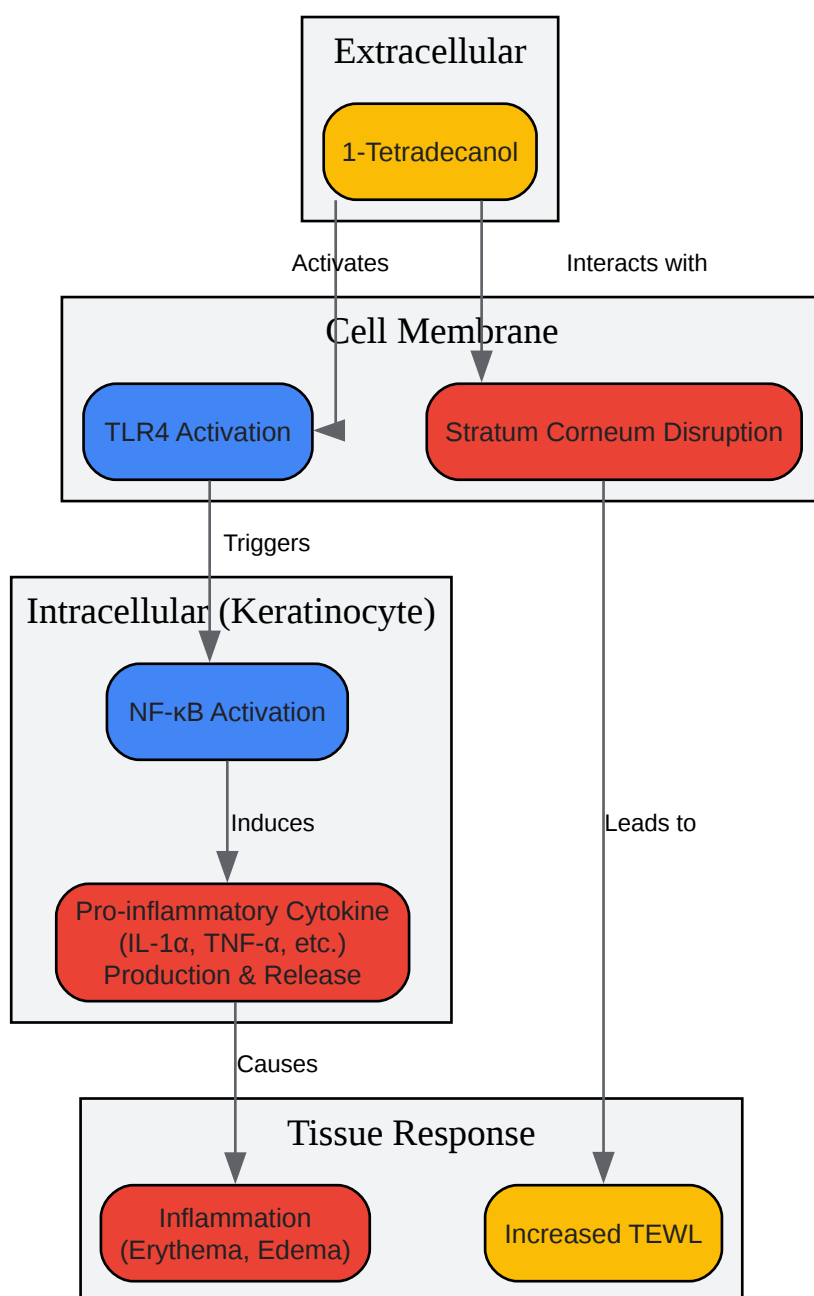 Extracellular
1-Tetradecanol
Activates
Interacts with
Cell Membrane
TLR4 Activation
Stratum Corneum Disruption
Triggers
Intracellular (Keratinocyte)
NF-κB Activation
Induces
Leads to
Pro-inflammatory Cytokine
(IL-1α, TNF-α, etc.)
Production & Release
Causes
Tissue Response
Inflammation
(Erythema, Edema)
Increased TEWL